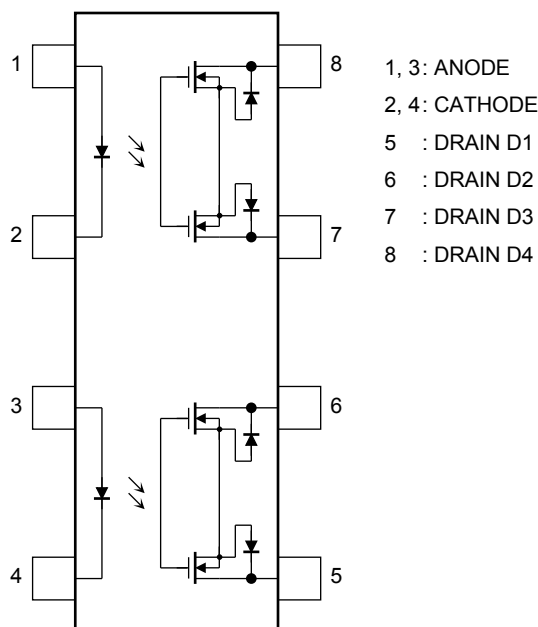 1
8
2
7
3
6
4
5
1, 3: ANODE
2, 4: CATHODE
5 : DRAIN D1
6 : DRAIN D2
7 : DRAIN D3
8 : DRAIN D4